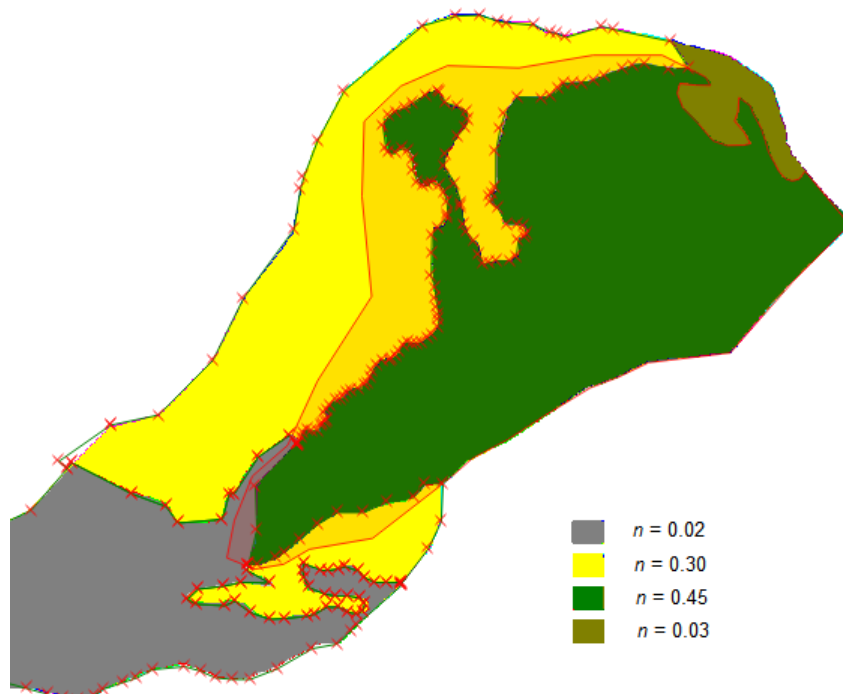 n = 0.02
n = 0.30
n = 0.45
n = 0.03